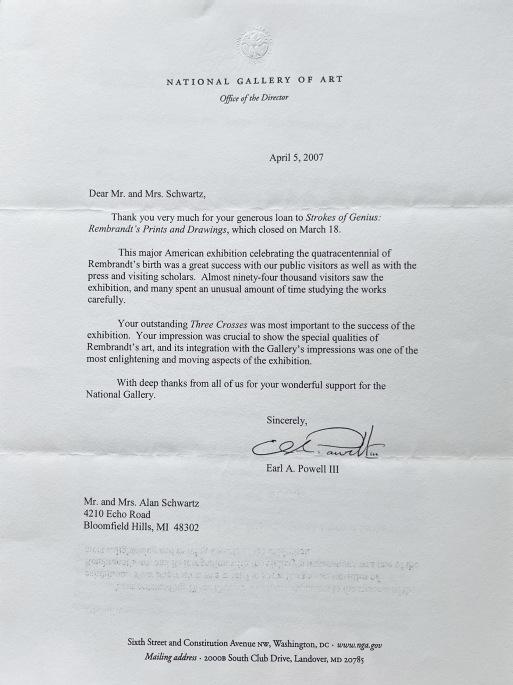 NATIONAL GALLERY OF ART
Office of the Director
April 5, 2007
Dear Mr. and Mrs. Schwartz,
Thank you very much for your generous loan to Strokes of Genius:
Rembrandt's Prints and Drawings, which closed on March 18.
This major American exhibition celebrating the quatracentennial of
Rembrandt's birth was a great success with our public visitors as well as with the
press and visiting scholars. Almost ninety-four thousand visitors saw the
exhibition, and many spent an unusual amount of time studying the works
carefully.
Your outstanding Three Crosses was most important to the success of the
exhibition. Your impression was crucial to show the special qualities of
Rembrandt's art, and its integration with the Gallery's impressions was one of the
most enlightening and moving aspects of the exhibition.
With deep thanks from all of us for your wonderful support for the
National Gallery.
Sincerely,
Earl A. Powell III
Mr. and Mrs. Alan Schwartz
4210 Echo Road
Bloomfield Hills, MI 48302
Sixth Street and Constitution Avenue NW, Washington, DC · www.nga.gov
Mailing address · 2000B South Club Drive, Landover, MD 20785